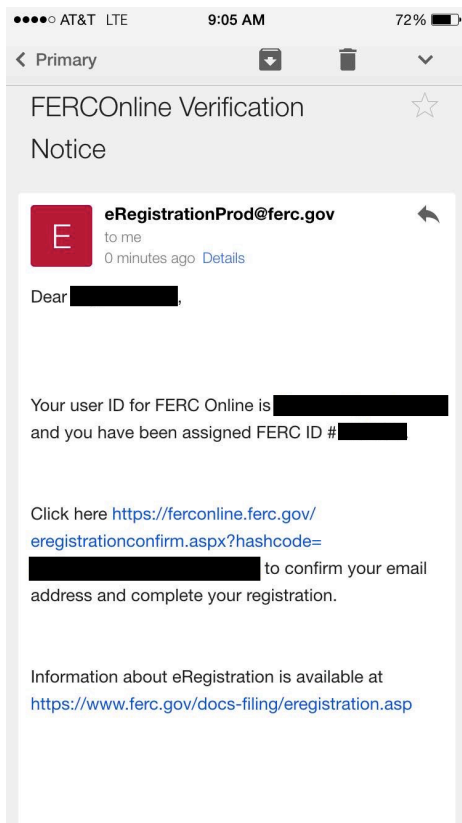 AT&T LTE 9:05 AM 72%
Primary
FERCOnline Verification
Notice
E
eRegistrationProd@ferc.gov
to me
0 minutes ago Details
Dear ,
Your user ID for FERC Online is
and you have been assigned FERC ID #
Click here https://ferconline.ferc.gov/
eregistrationconfirm.aspx?hashcode=
to confirm your email
address and complete your registration.
Information about eRegistration is available at
https://www.ferc.gov/docs-filing/eregistration.asp